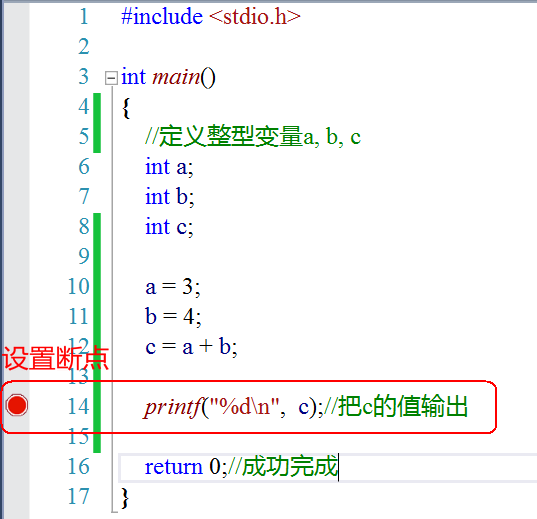 1 #include <stdio.h>
2
3 int main()
4 {
5 //定义整型变量a, b, c
6 int a;
7 int b;
8 int c;
9
10 a = 3;
11 b = 4;
12 c = a + b;
设置断点
13
14 printf("%d\n", c);//把c的值输出
15
16 return 0;//成功完成
17 }